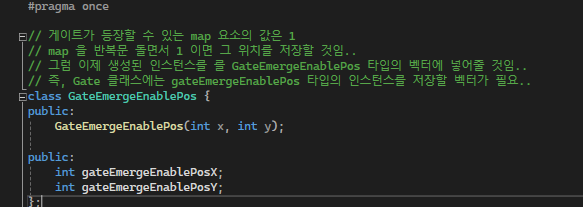 #pragma once
// 게이트가 등장할 수 있는 map 요소의 값은 1
// map 을 반복문 돌면서 1 이면 그 위치를 저장할 것임..
// 그럼 이제 생성된 인스턴스를 를 GateEmergeEnablePos 타입의 벡터에 넣어줄 것임..
// 즉, Gate 클래스에는 gateEmergeEnablePos 타입의 인스턴스를 저장할 벡터가 필요..
class GateEmergeEnablePos {
public:
GateEmergeEnablePos(int x, int y);
public:
int gateEmergeEnablePosX;
int gateEmergeEnablePosY;
};